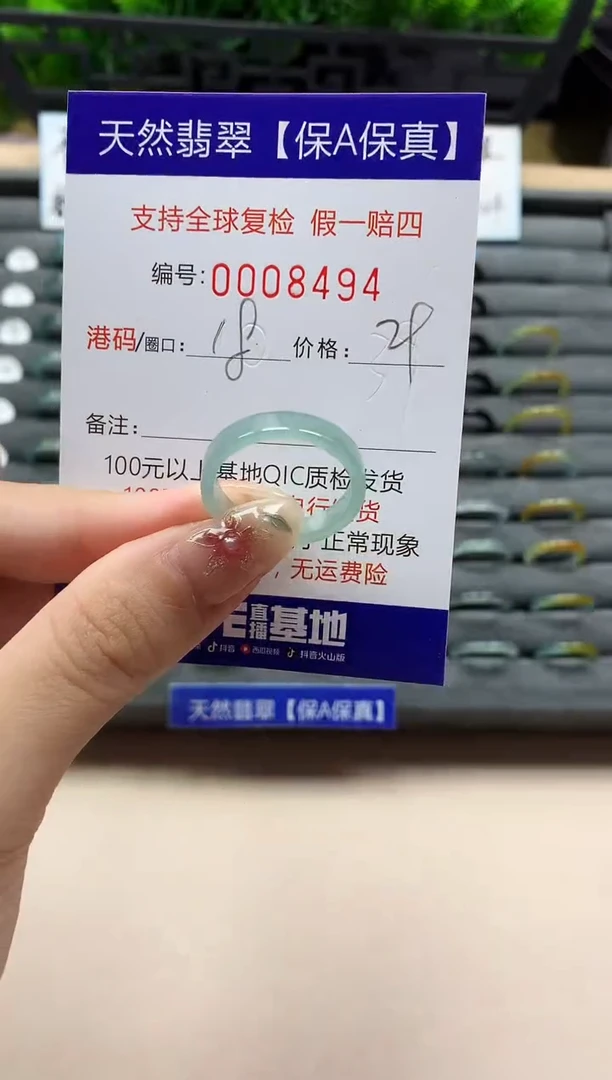 天然翡翠【保A保真】
支持全球复检 假一赔四
编号:0008494
港码/圈口: 18 价格:
备注:
100元以上基地QIC质检发货
正常现象
，无运费险
直播基地
抖音 西瓜视频 抖音火山版
天然翡翠【保A保真】